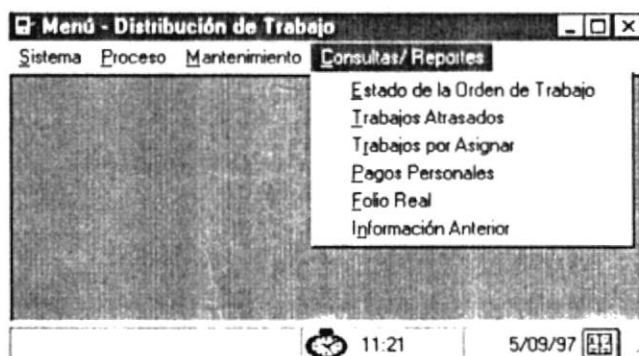 Menú - Distribución de Trabajo
Sistema Proceso Mantenimiento Consultas/ Reportes
Estado de la Orden de Trabajo
Trabajos Atrasados
Trabajos por Asignar
Pagos Personales
Folio Real
Información Anterior
11:21 5/09/97